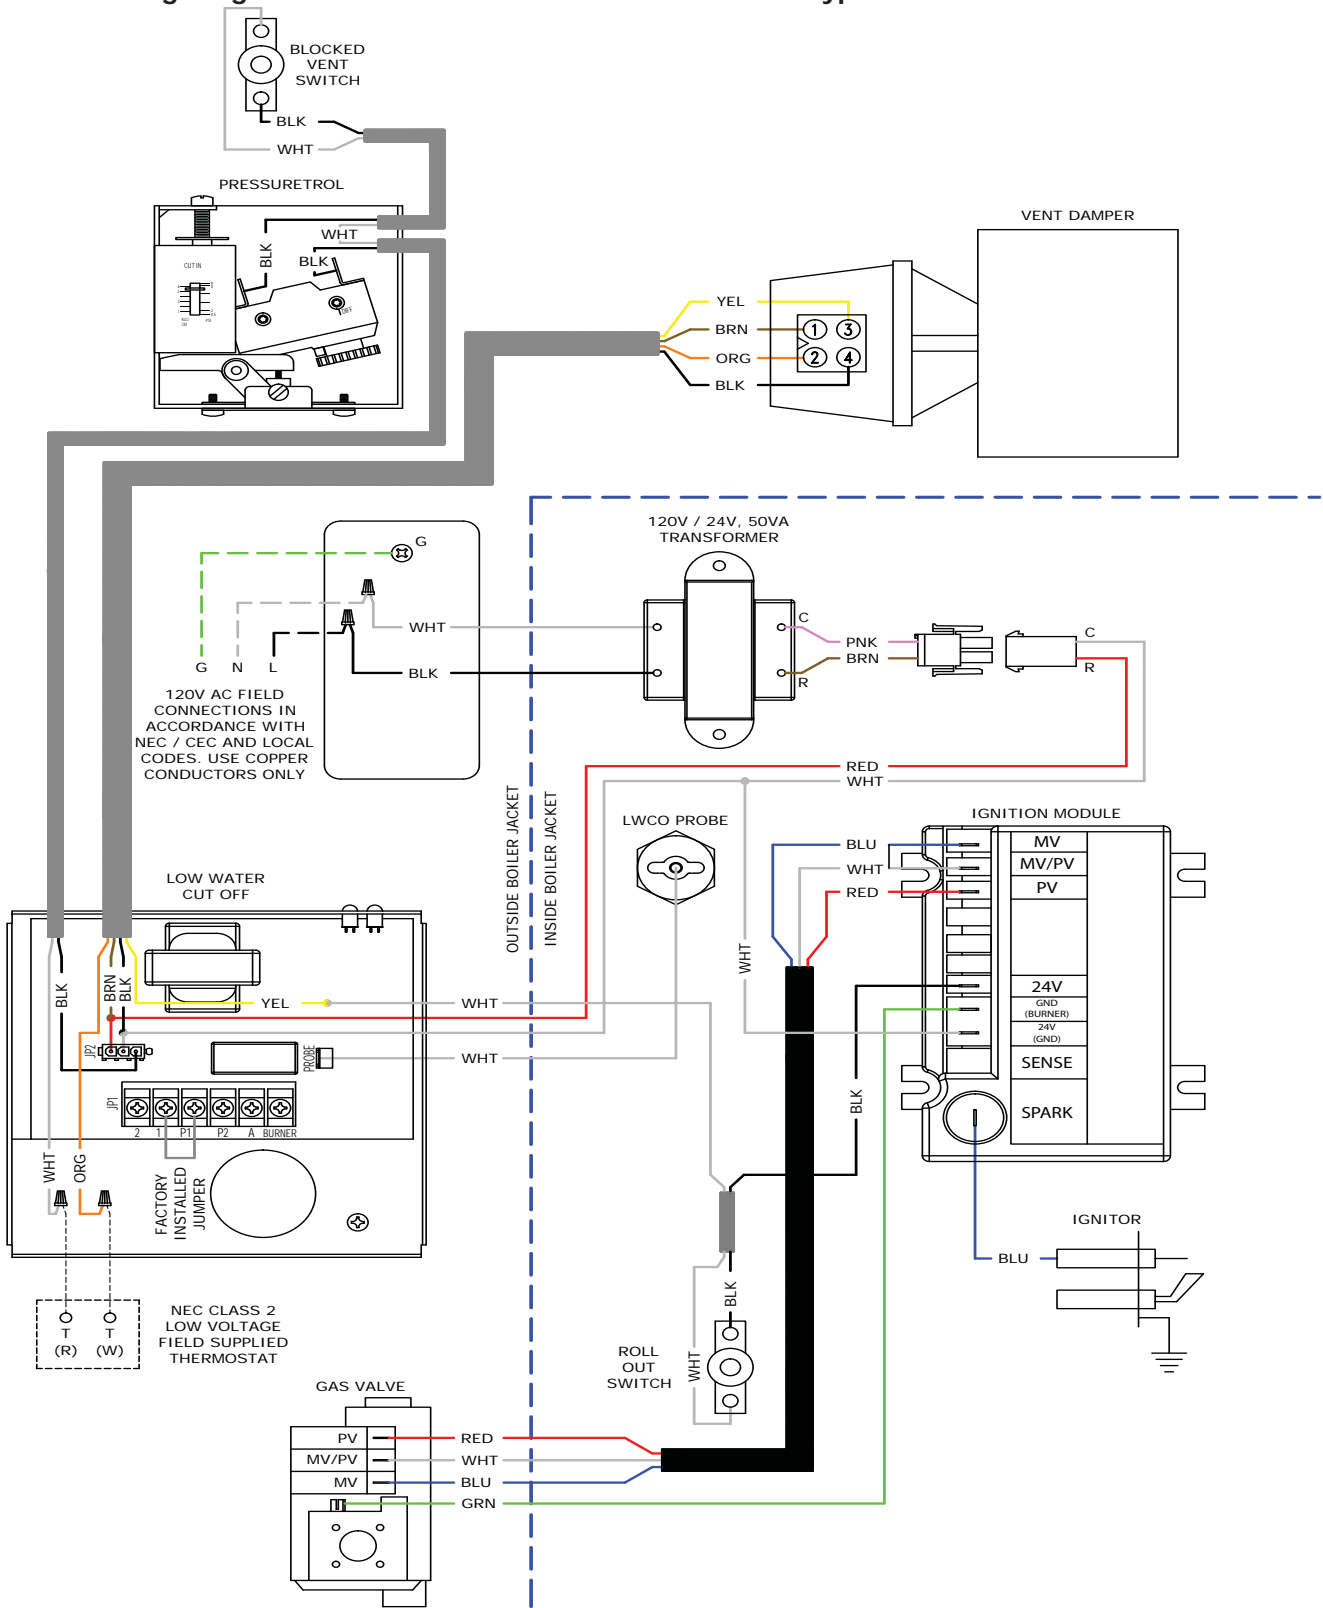 BLOCKED
VENT
SWITCH
BLK
WHT
PRESSURETROL
WHT
BLK
BLK
CUT IN
DIFF
VENT DAMPER
YEL
BRN
ORG
BLK
1
3
2
4
120V / 24V, 50VA
TRANSFORMER
G
WHT
BLK
G N L
120V AC FIELD
CONNECTIONS IN
ACCORDANCE WITH
NEC / CEC AND LOCAL
CODES. USE COPPER
CONDUCTORS ONLY
C
R
PNK
BRN
C
R
RED
WHT
OUTSIDE BOILER JACKET
INSIDE BOILER JACKET
LWCO PROBE
IGNITION MODULE
BLU
WHT
RED
MV
MV/PV
PV
24V
GND
(BURNER)
24V
(GND)
SENSE
SPARK
WHT
BLK
LOW WATER
CUT OFF
BLK
BRN
BLK
YEL
WHT
JP2
PROBE
WHT
JP1
2 1 P1 P2 A BURNER
WHT
ORG
FACTORY
INSTALLED
JUMPER
T
(R)
T
(W)
NEC CLASS 2
LOW VOLTAGE
FIELD SUPPLIED
THERMOSTAT
IGNITOR
BLU
BLK
WHT
ROLL
OUT
SWITCH
GAS VALVE
PV
MV/PV
MV
RED
WHT
BLU
GRN